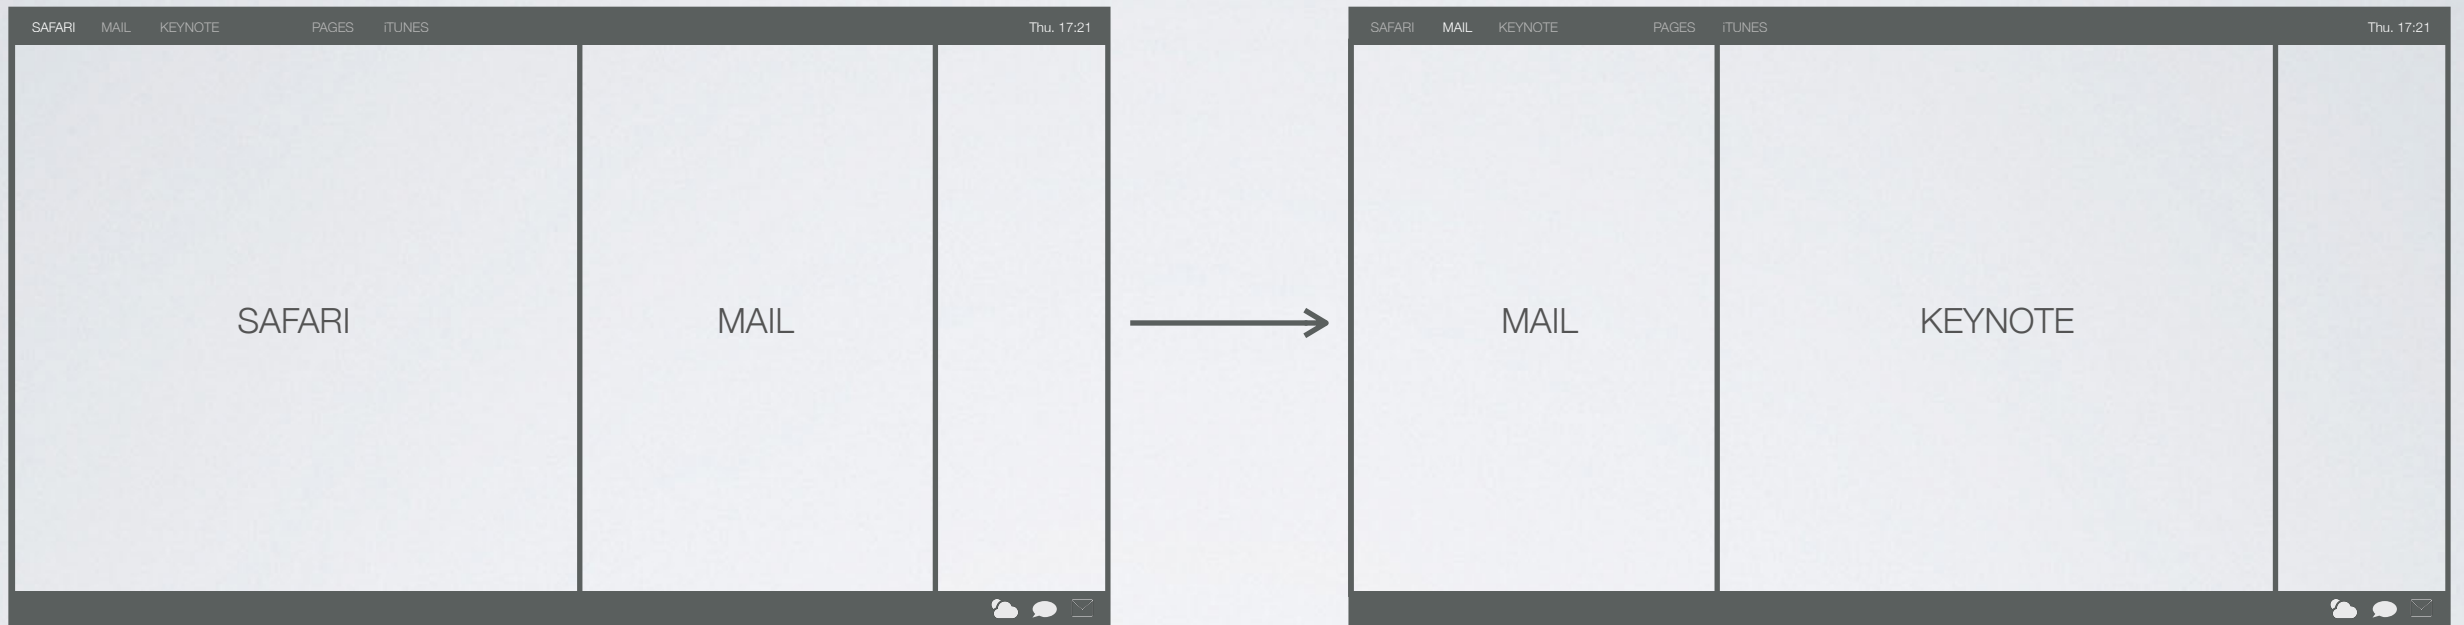 SAFARI MAIL KEYNOTE PAGES iTUNES Thu. 17:21
SAFARI MAIL
SAFARI MAIL KEYNOTE PAGES iTUNES Thu. 17:21
MAIL KEYNOTE